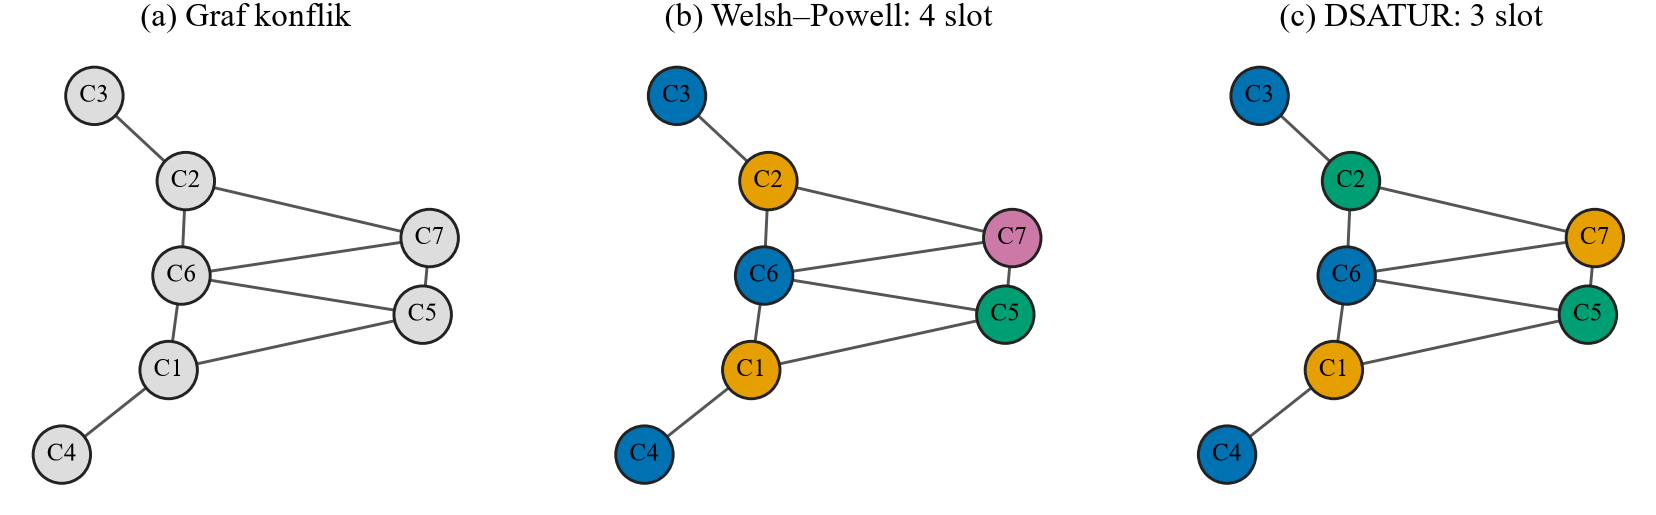 (a) Graf konflik
C3
C2
C7
C6
C5
C1
C4
(b) Welsh–Powell: 4 slot
C3
C2
C7
C6
C5
C1
C4
(c) DSATUR: 3 slot
C3
C2
C7
C6
C5
C1
C4